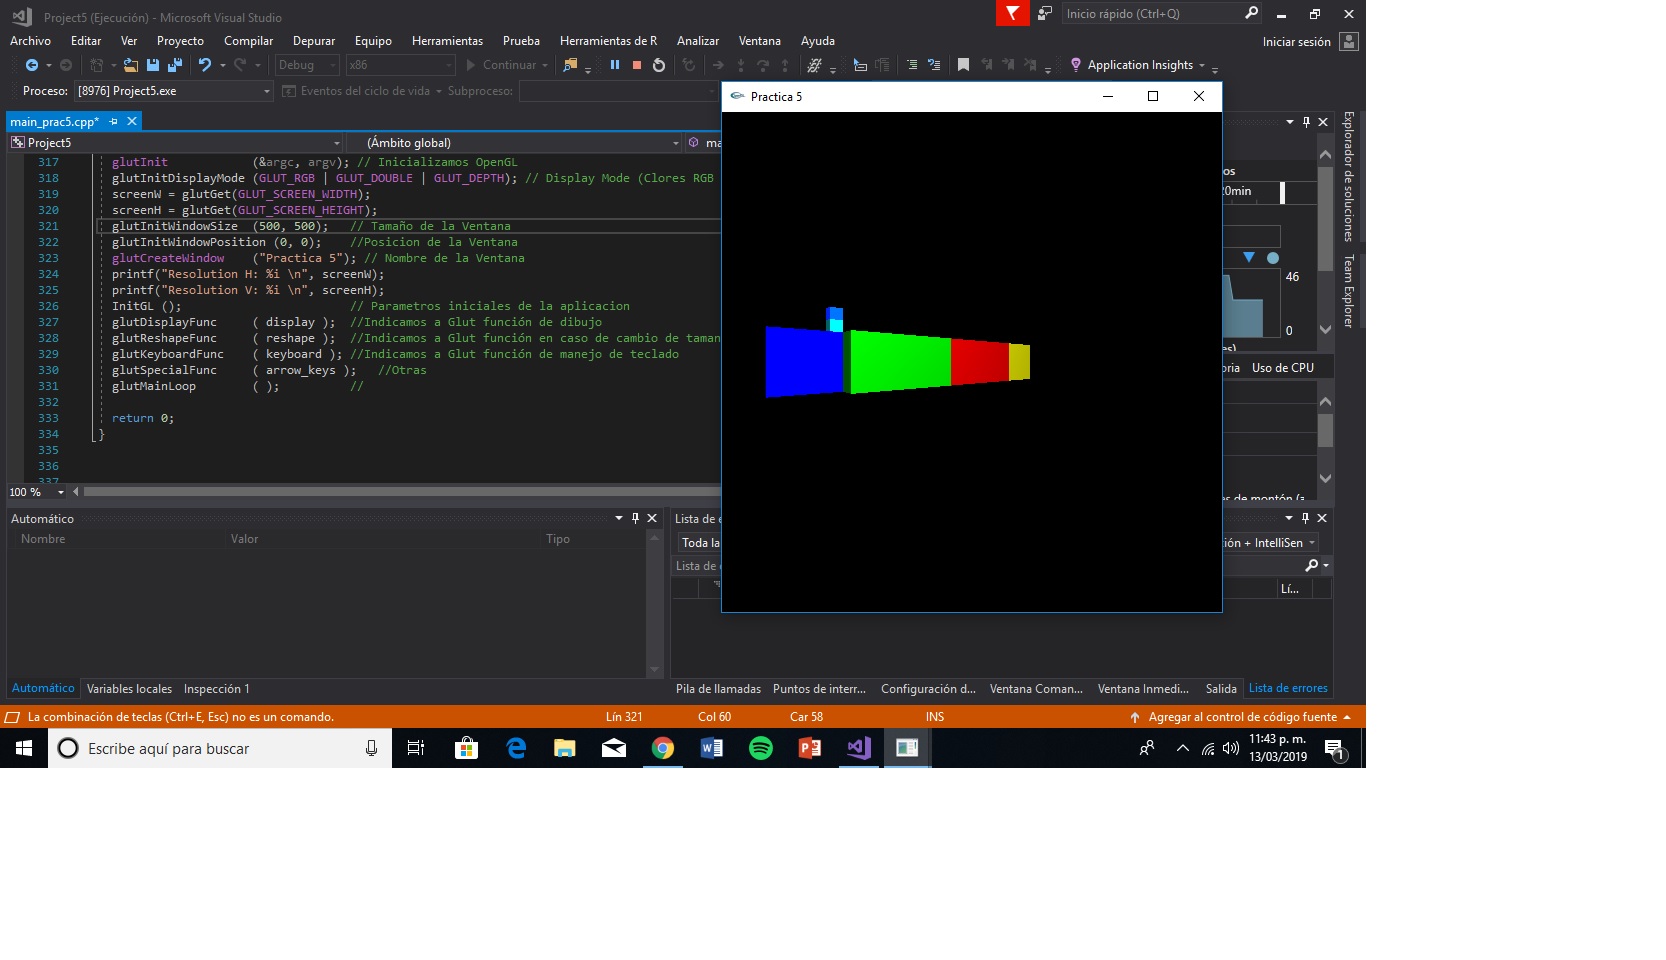 Project5 (Ejecución) - Microsoft Visual Studio
Inicio rápido (Ctrl+Q)
Archivo Editar Ver Proyecto Compilar Depurar Equipo Herramientas Prueba Herramientas de R Analizar Ventana Ayuda
Iniciar sesión
Debug x86 Continuar Application Insights
Proceso: [8976] Project5.exe Eventos del ciclo de vida Subproceso:
Practica 5
main_prac5.cpp*
Project5 (Ámbito global) ma
317 glutInit (&argc, argv); // Inicializamos OpenGL
318 glutInitDisplayMode (GLUT_RGB | GLUT_DOUBLE | GLUT_DEPTH); // Display Mode (Clores RGB
319 screenW = glutGet(GLUT_SCREEN_WIDTH);
320 screenH = glutGet(GLUT_SCREEN_HEIGHT);
321 glutInitWindowSize (500, 500); // Tamaño de la Ventana
322 glutInitWindowPosition (0, 0); //Posicion de la Ventana
323 glutCreateWindow ("Practica 5"); // Nombre de la Ventana
324 printf("Resolution H: %i \n", screenW);
325 printf("Resolution V: %i \n", screenH);
326 InitGL (); // Parametros iniciales de la aplicacion
327 glutDisplayFunc ( display ); //Indicamos a Glut función de dibujo
328 glutReshapeFunc ( reshape ); //Indicamos a Glut función en caso de cambio de taman
329 glutKeyboardFunc ( keyboard ); //Indicamos a Glut función de manejo de teclado
330 glutSpecialFunc ( arrow_keys ); //Otras
331 glutMainLoop ( ); //
332
333 return 0;
334 }
335
336
337
100 %
os
20min
46
0
es)
oria Uso de CPU
es de montón (a
Explorador de soluciones
Team Explorer
Automático
Nombre Valor Tipo
Lista de e
Toda la
ión + IntelliSen
Lista de
Lí...
Automático Variables locales Inspección 1
Pila de llamadas Puntos de interr... Configuración d... Ventana Coman... Ventana Inmedi... Salida Lista de errores
La combinación de teclas (Ctrl+E, Esc) no es un comando. Lín 321 Col 60 Car 58 INS Agregar al control de código fuente
Escribe aquí para buscar
11:43 p. m.
13/03/2019
1